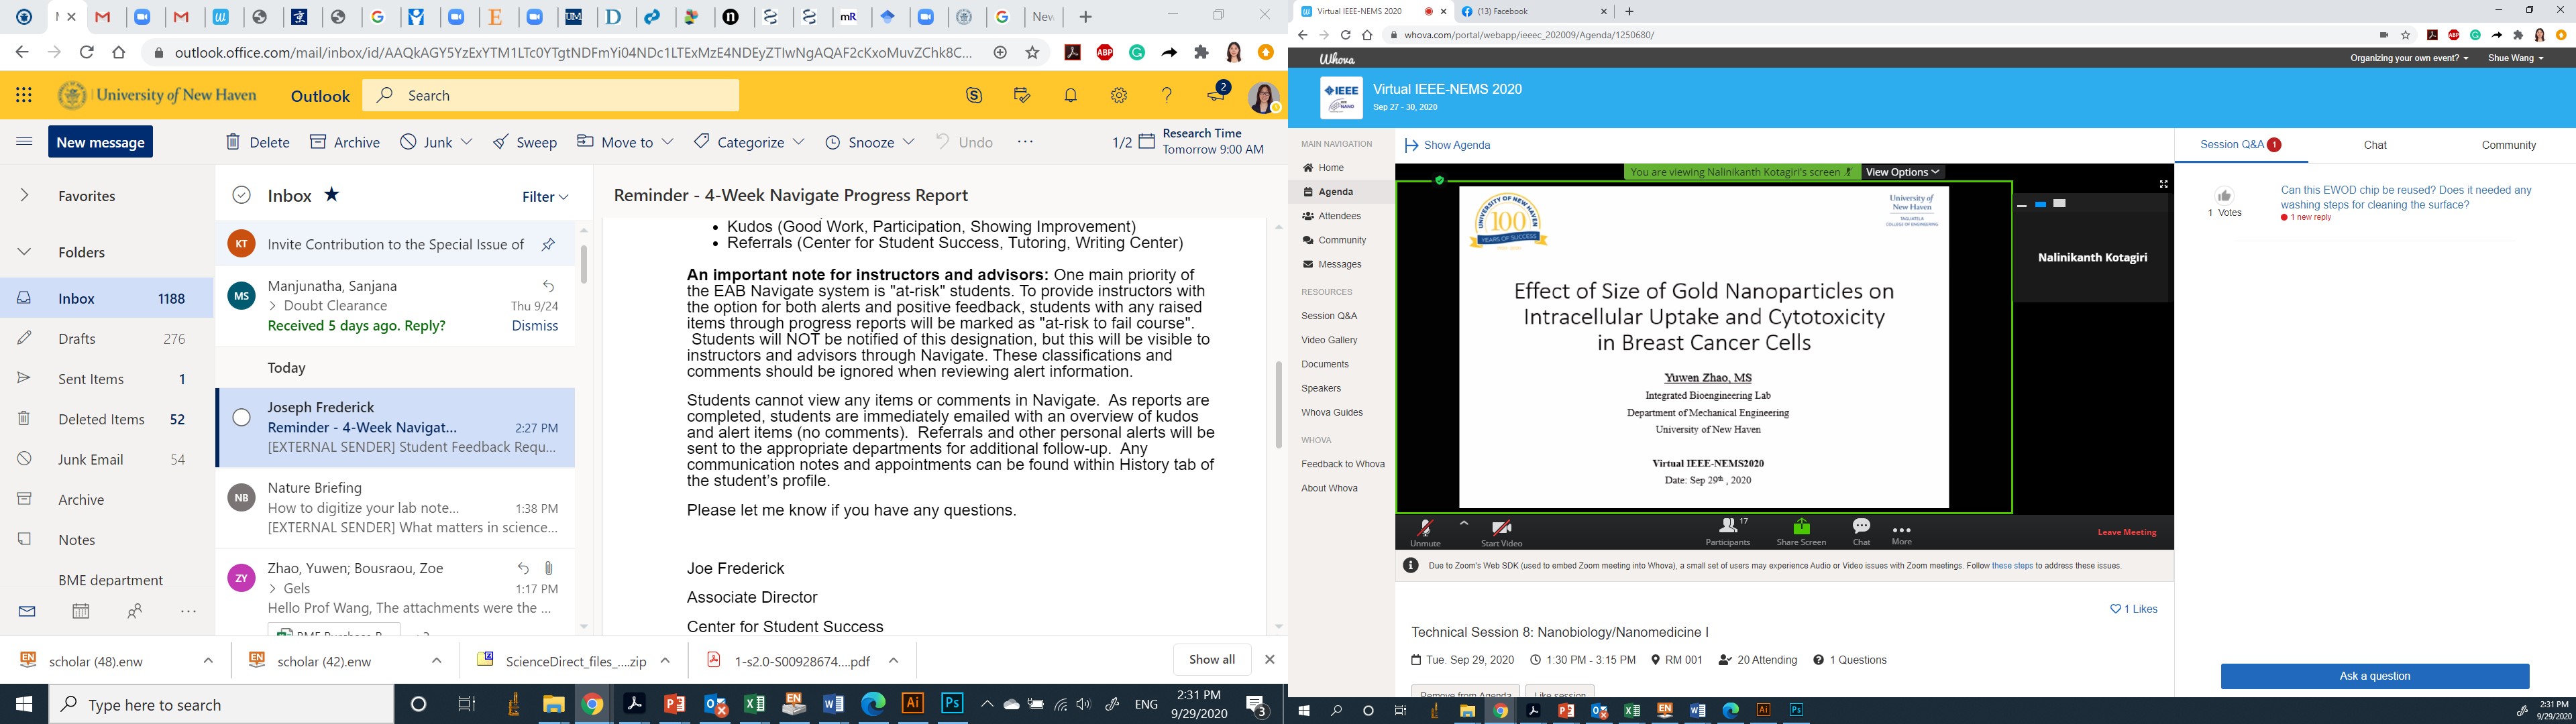 New
outlook.office.com/mail/inbox/id/AAQkAGY5YzExYTM1LTc0YTgtNDFmYi04NDc1LTExMzE4NDEyZTIwNgAQAF2cKxoMuvZChk8C...
University of New Haven
Outlook
Search
2
New message
Delete
Archive
Junk
Sweep
Move to
Categorize
Snooze
Undo
1/2
Research Time
Tomorrow 9:00 AM
Favorites
Folders
Inbox 1188
Drafts 276
Sent Items 1
Deleted Items 52
Junk Email 54
Archive
Notes
BME department
Inbox
Filter
KT
Invite Contribution to the Special Issue of
MS
Manjunatha, Sanjana
> Doubt Clearance Thu 9/24
Received 5 days ago. Reply? Dismiss
Today
Joseph Frederick
Reminder - 4-Week Navigat... 2:27 PM
[EXTERNAL SENDER] Student Feedback Requ...
NB
Nature Briefing
How to digitize your lab note... 1:38 PM
[EXTERNAL SENDER] What matters in science...
ZY
Zhao, Yuwen; Bousraou, Zoe
> Gels 1:17 PM
Hello Prof Wang, The attachments were the ...
Reminder - 4-Week Navigate Progress Report
• Kudos (Good Work, Participation, Showing Improvement)
• Referrals (Center for Student Success, Tutoring, Writing Center)
An important note for instructors and advisors: One main priority of
the EAB Navigate system is "at-risk" students. To provide instructors with
the option for both alerts and positive feedback, students with any raised
items through progress reports will be marked as "at-risk to fail course".
Students will NOT be notified of this designation, but this will be visible to
instructors and advisors through Navigate. These classifications and
comments should be ignored when reviewing alert information.
Students cannot view any items or comments in Navigate. As reports are
completed, students are immediately emailed with an overview of kudos
and alert items (no comments). Referrals and other personal alerts will be
sent to the appropriate departments for additional follow-up. Any
communication notes and appointments can be found within History tab of
the student's profile.
Please let me know if you have any questions.
Joe Frederick
Associate Director
Center for Student Success
scholar (48).enw
scholar (42).enw
ScienceDirect_files_....zip
1-s2.0-S00928674....pdf
Show all
Type here to search
ENG
2:31 PM
9/29/2020
3
Virtual IEEE-NEMS 2020
(13) Facebook
whova.com/portal/webapp/ieeec_202009/Agenda/1250680/
Whova
Organizing your own event?
Shue Wang
IEEE
Virtual IEEE-NEMS 2020
Sep 27 - 30, 2020
MAIN NAVIGATION
Home
Agenda
Attendees
Community
Messages
RESOURCES
Session Q&A
Video Gallery
Documents
Speakers
Whova Guides
WHOVA
Feedback to Whova
About Whova
Show Agenda
You are viewing Nalinikanth Kotagiri's screen
View Options
UNIVERSITY OF NEW HAVEN
100
YEARS OF SUCCESS
University of
New Haven
TAGLIATELA
COLLEGE OF ENGINEERING
Effect of Size of Gold Nanoparticles on
Intracellular Uptake and Cytotoxicity
in Breast Cancer Cells
Yuwen Zhao, MS
Integrated Bioengineering Lab
Department of Mechanical Engineering
University of New Haven
Virtual IEEE-NEMS2020
Date: Sep 29th , 2020
Nalinikanth Kotagiri
Unmute
Start Video
Participants 17
Share Screen
Chat
More
Leave Meeting
Due to Zoom's Web SDK (used to embed Zoom meeting into Whova), a small set of users may experience Audio or Video issues with Zoom meetings. Follow these steps to address these issues.
1 Likes
Technical Session 8: Nanobiology/Nanomedicine I
Tue. Sep 29, 2020
1:30 PM - 3:15 PM
RM 001
20 Attending
1 Questions
Remove from Agenda
Like session
Session Q&A 1
Chat
Community
1 Votes
Can this EWOD chip be reused? Does it needed any
washing steps for cleaning the surface?
1 new reply
Ask a question
2:31 PM
9/29/2020